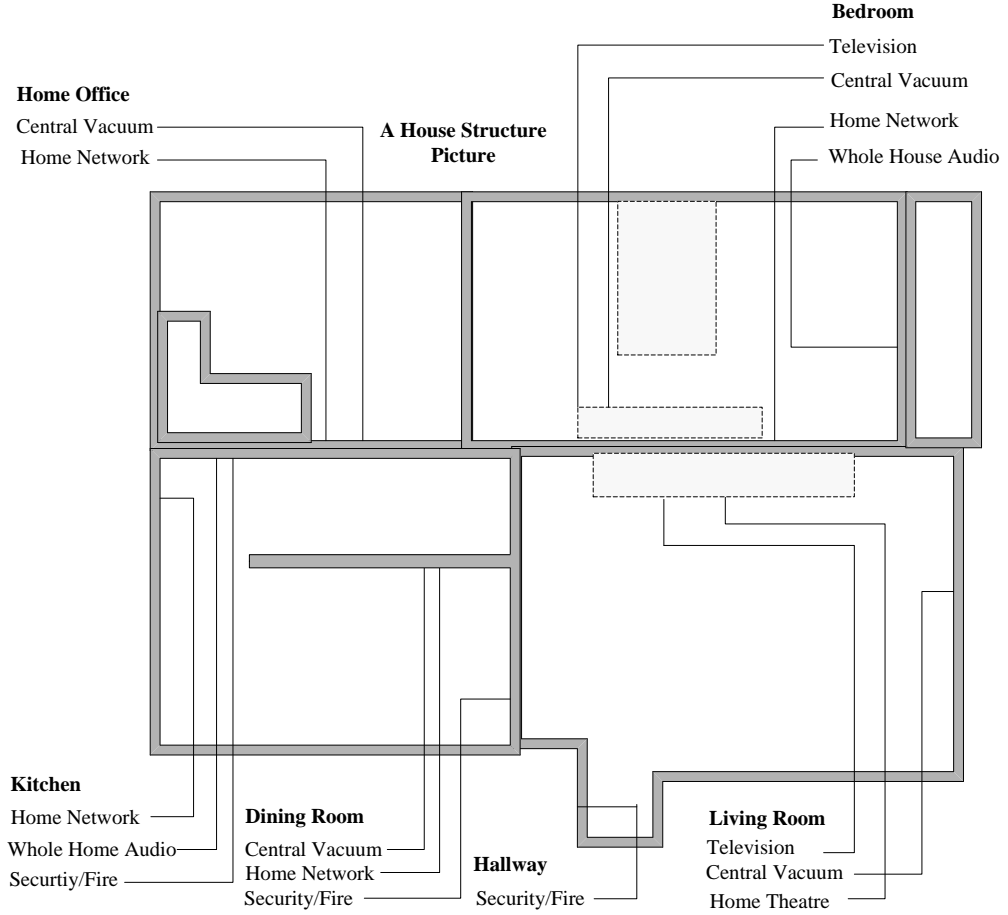 Bedroom
Television
Central Vacuum
Home Network
Whole House Audio
Home Office
Central Vacuum
Home Network
A House Structure
Picture
Kitchen
Home Network
Whole Home Audio
Securtiy/Fire
Dining Room
Central Vacuum
Home Network
Security/Fire
Hallway
Security/Fire
Living Room
Television
Central Vacuum
Home Theatre